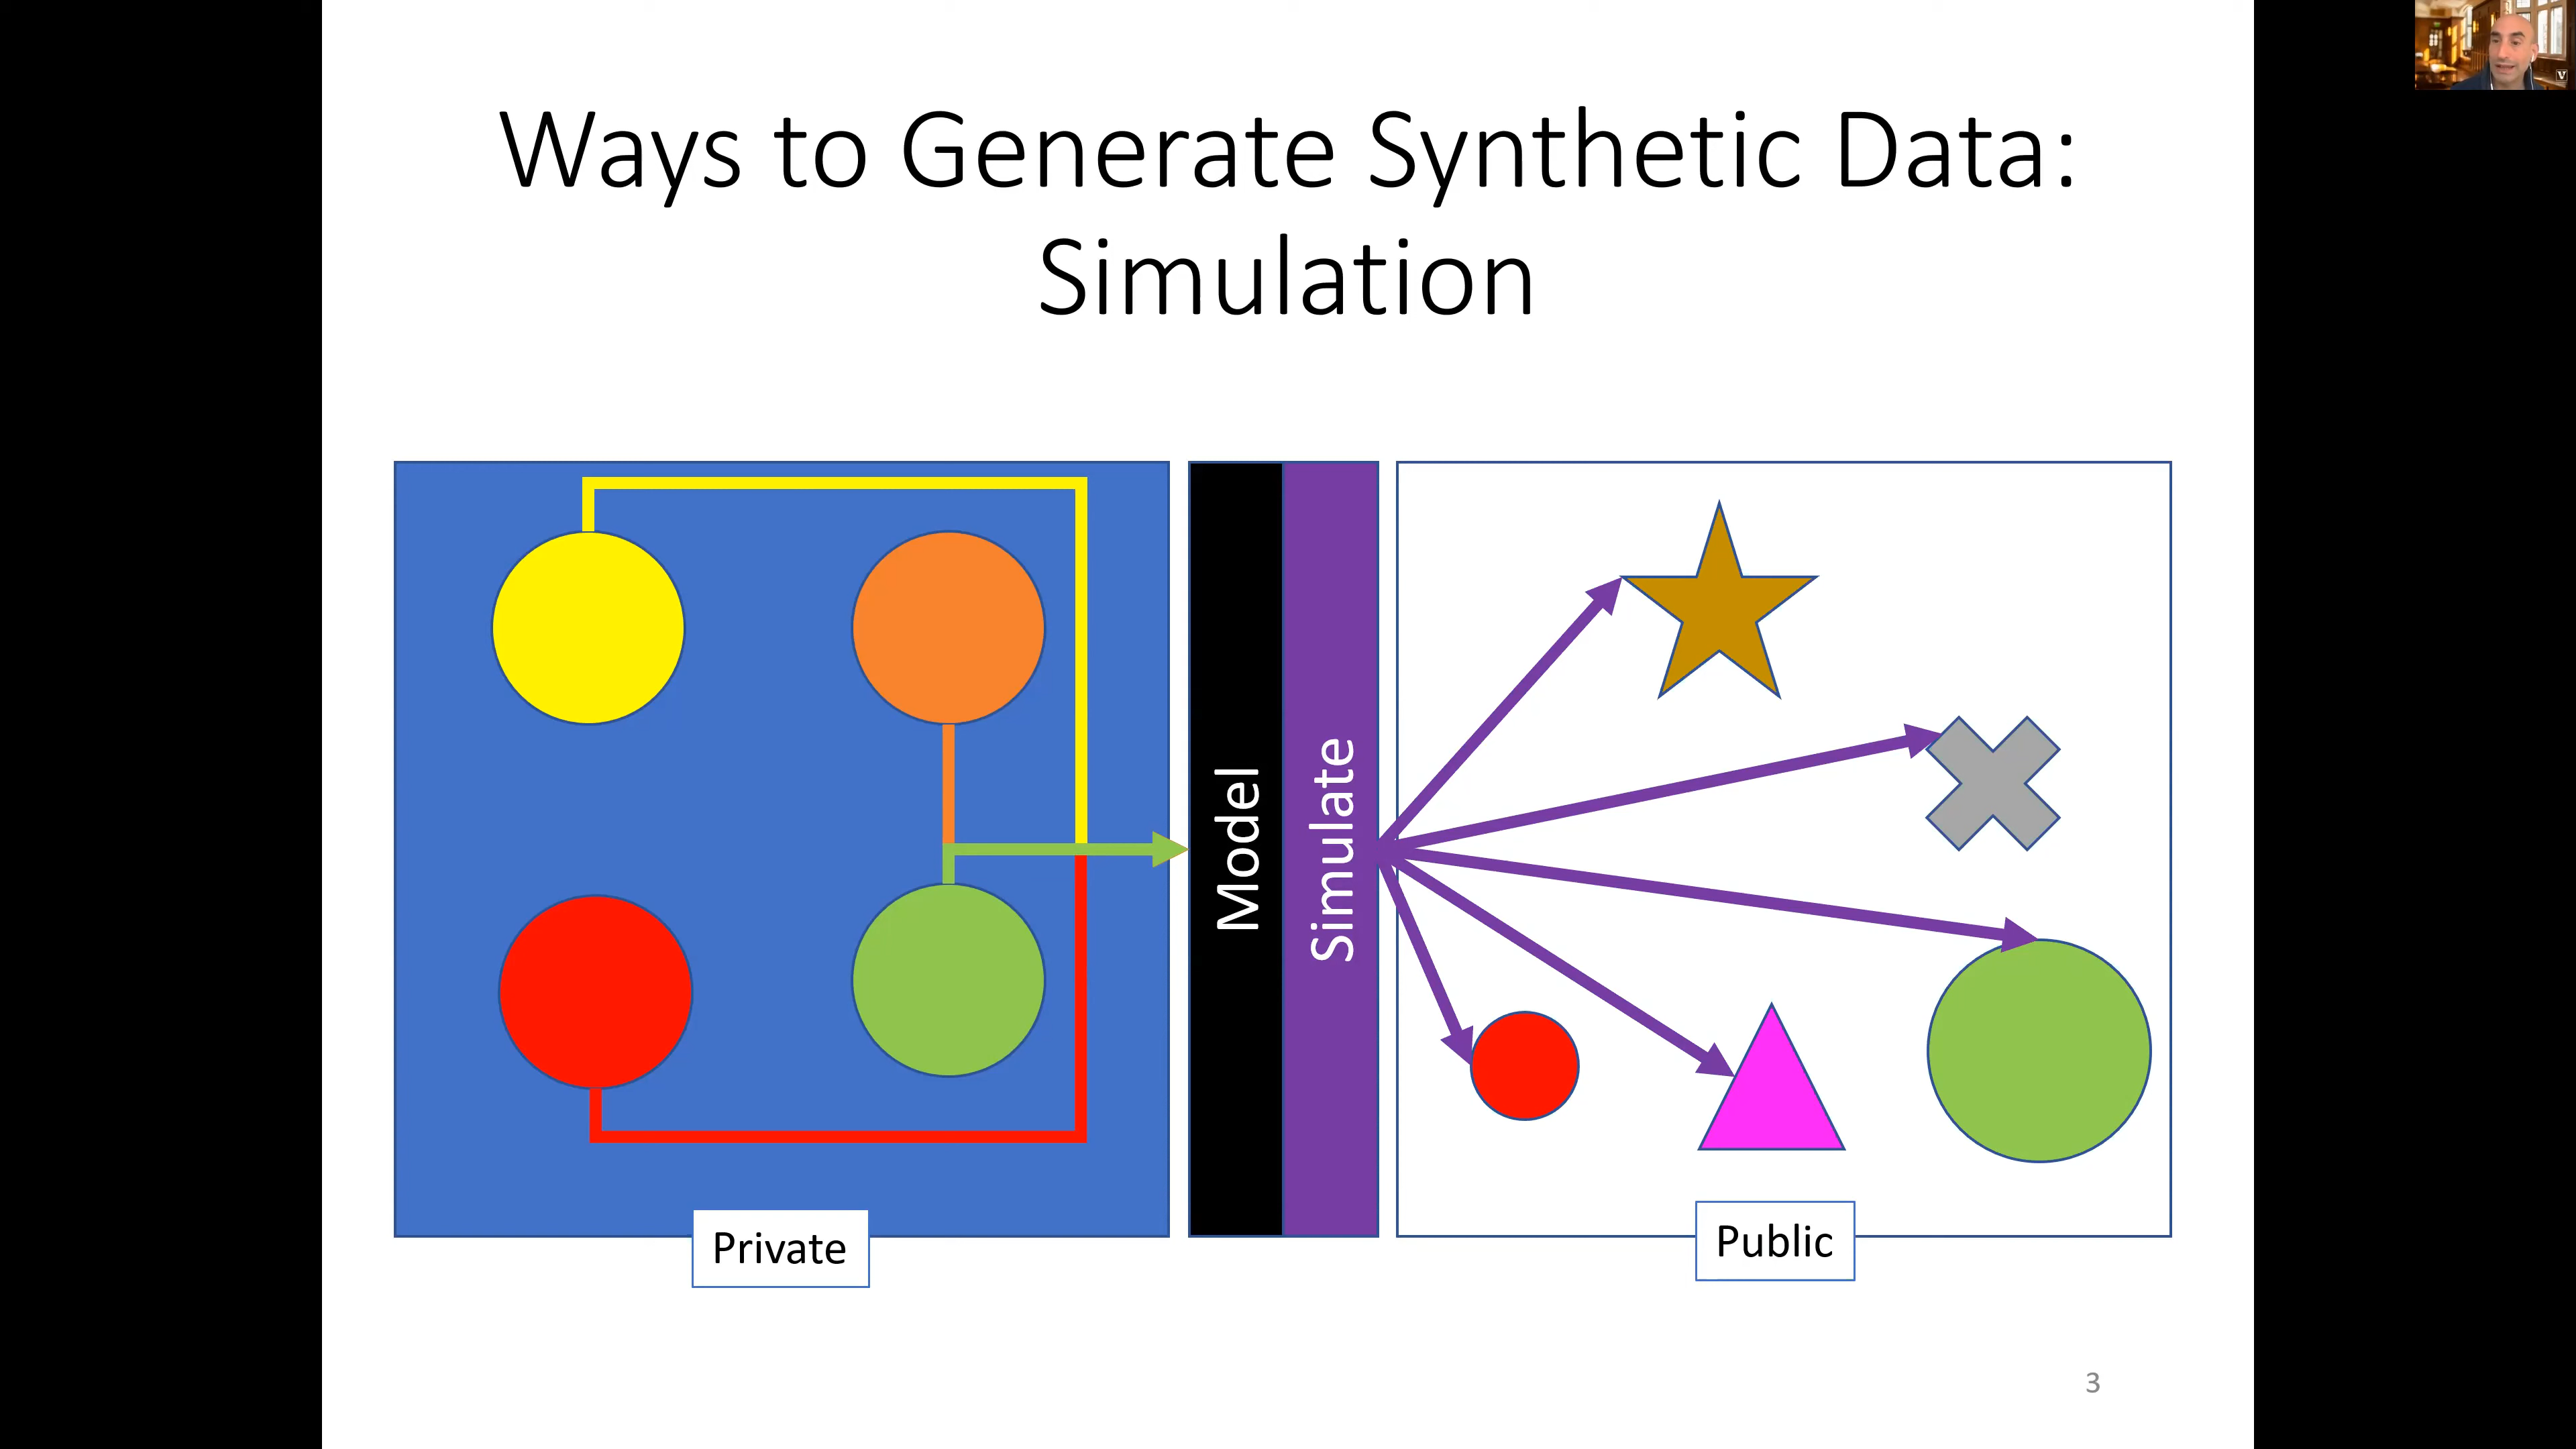 Ways to Generate Synthetic Data:
Simulation
Model
Simulate
Private
Public
3
V